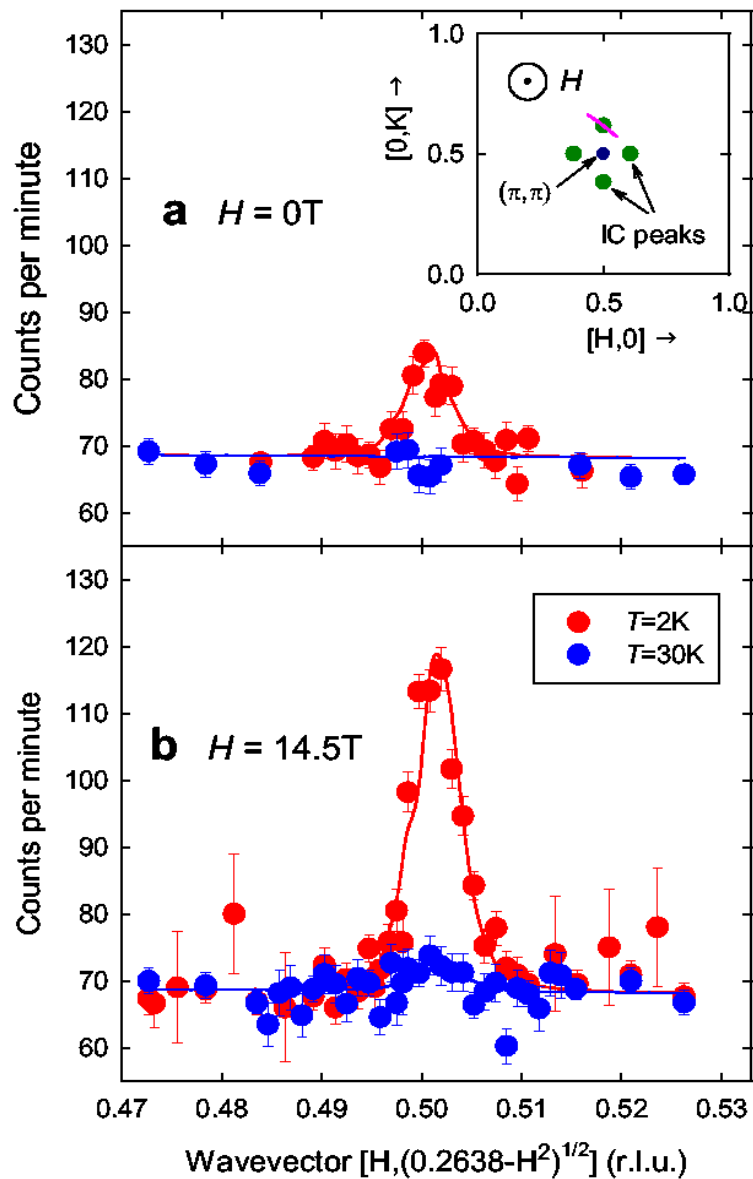 130
120
110
100
90
80
70
60
Counts per minute
a H = 0T
1.0
0.5
0.0
[0,K] →
H
(π,π)
IC peaks
0.0 0.5 1.0
[H,0] →
130
120
110
100
90
80
70
60
Counts per minute
b H = 14.5T
T=2K
T=30K
0.47 0.48 0.49 0.50 0.51 0.52 0.53
Wavevector [H,(0.2638-H²)^1/2] (r.l.u.)